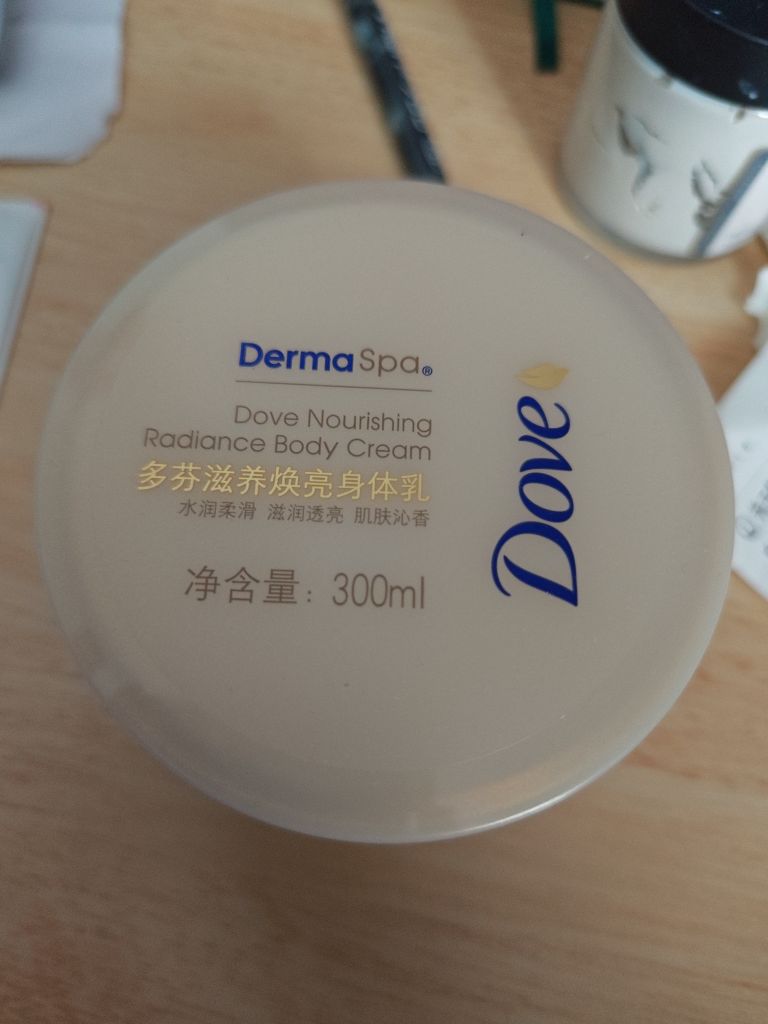 DermaSpa®
Dove Nourishing
Radiance Body Cream
多芬滋养焕亮身体乳
水润柔滑 滋润透亮 肌肤沁香
净含量：300ml
Dove